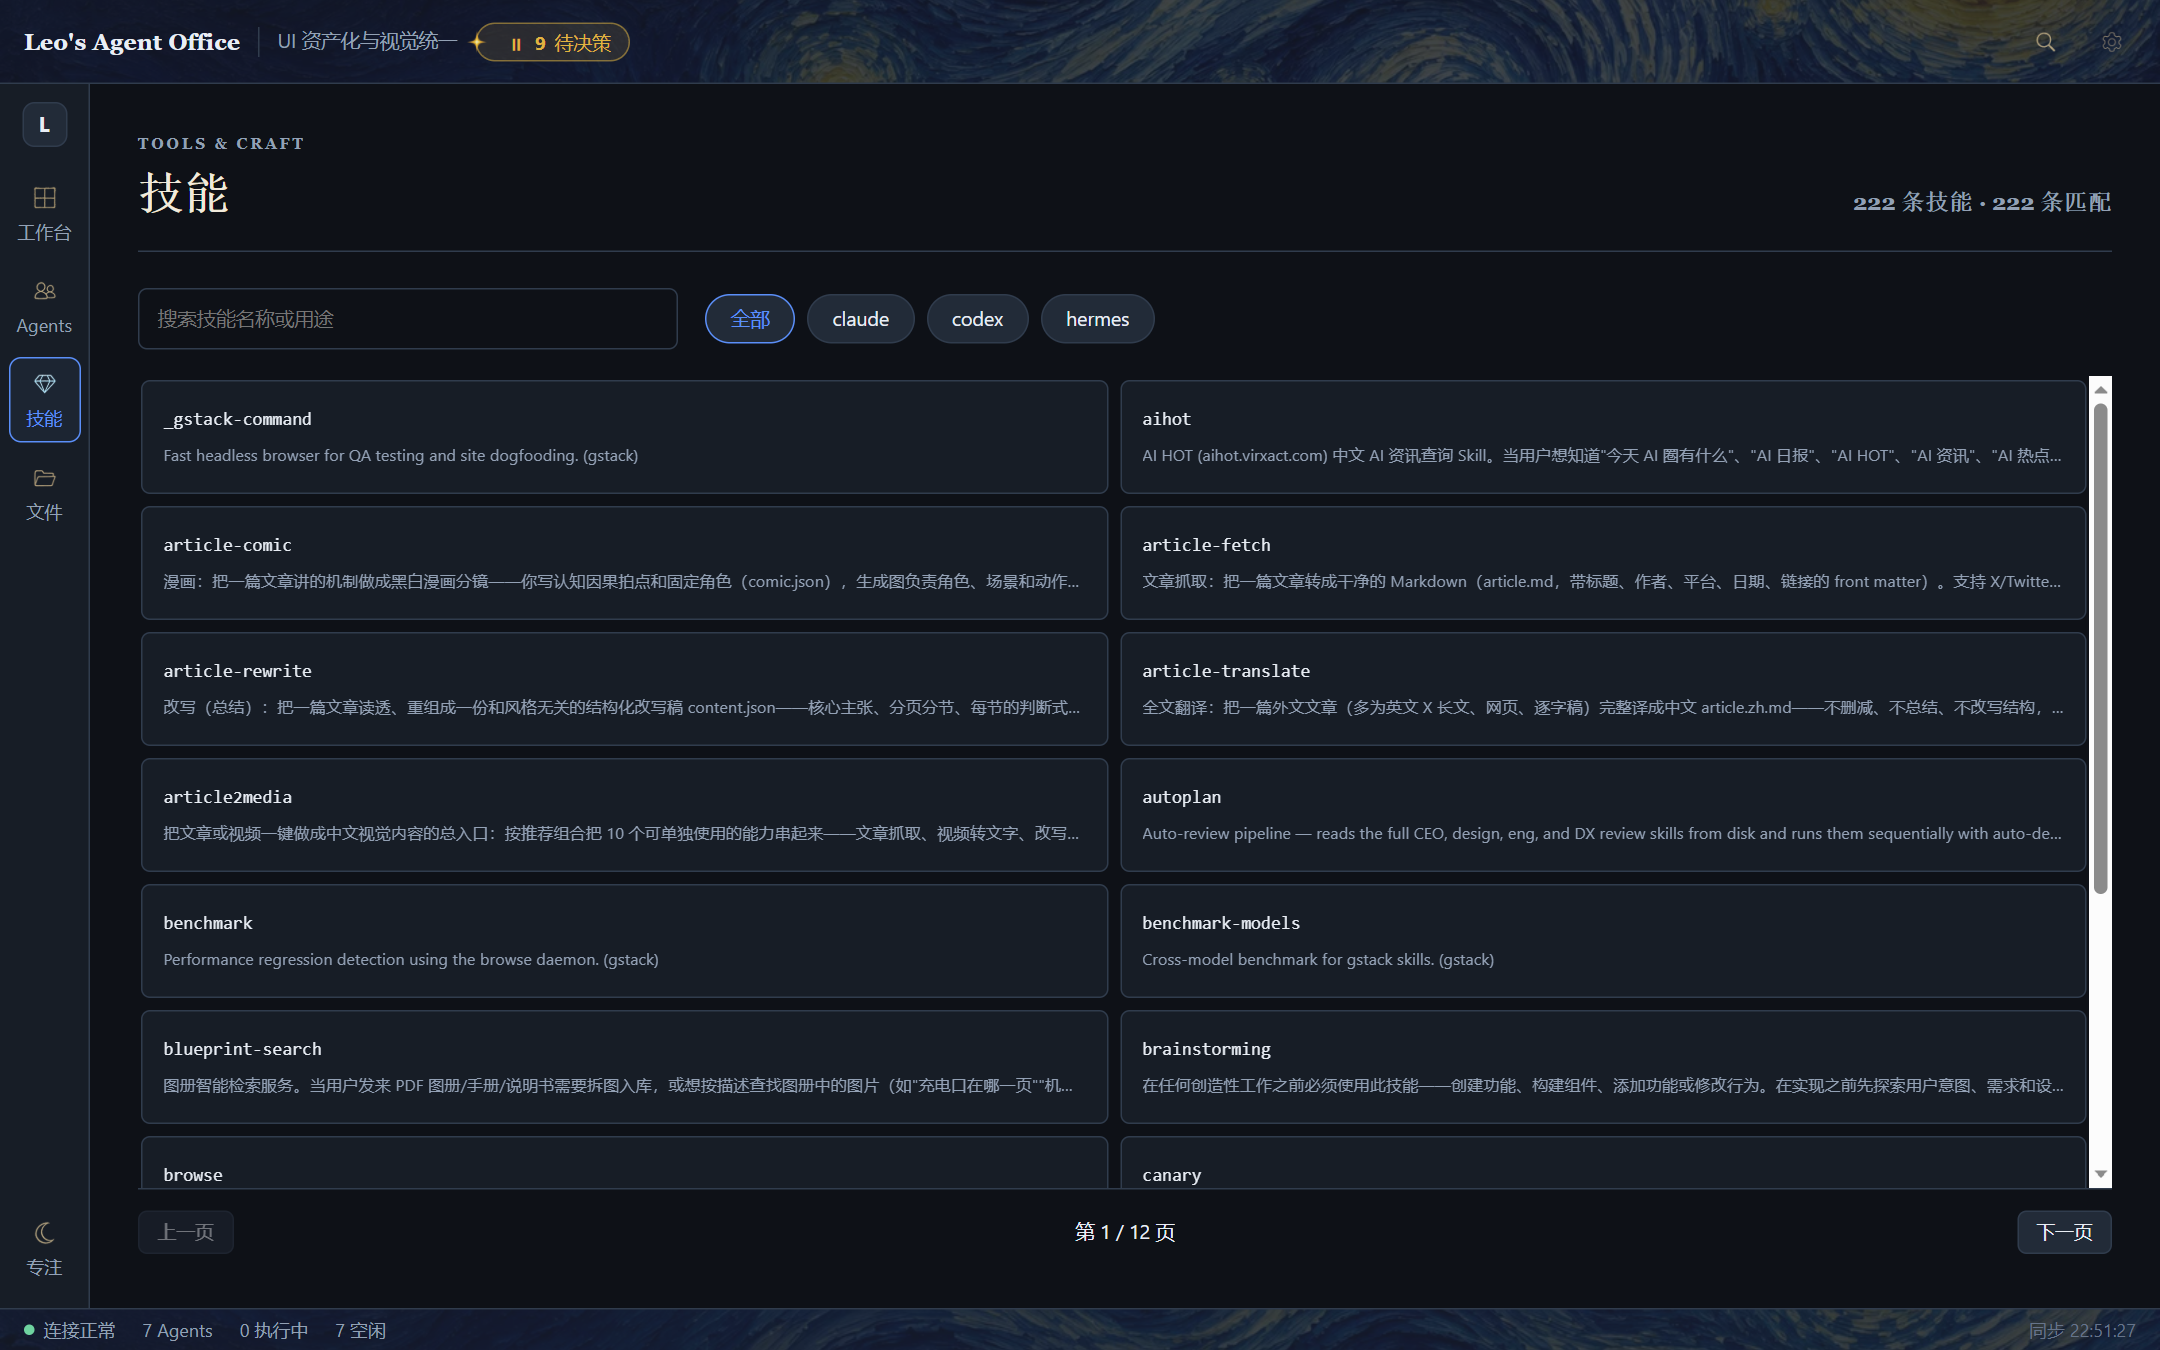 Leo's Agent Office
UI 资产化与视觉统一
9 待决策
L
工作台
Agents
技能
文件
专注
TOOLS & CRAFT
技能
222 条技能 · 222 条匹配
搜索技能名称或用途
全部
claude
codex
hermes
_gstack-command
Fast headless browser for QA testing and site dogfooding. (gstack)
aihot
AI HOT (aihot.virxact.com) 中文 AI 资讯查询 Skill。当用户想知道"今天 AI 圈有什么"、"AI 日报"、"AI HOT"、"AI 资讯"、"AI 热点...
article-comic
漫画：把一篇文章讲的机制做成黑白漫画分镜——你写认知因果拍点和固定角色（comic.json），生成图负责角色、场景和动作...
article-fetch
文章抓取：把一篇文章转成干净的 Markdown（article.md，带标题、作者、平台、日期、链接的 front matter）。支持 X/Twitte...
article-rewrite
改写（总结）：把一篇文章读透、重组成一份和风格无关的结构化改写稿 content.json——核心主张、分页分节、每节的判断式...
article-translate
全文翻译：把一篇外文文章（多为英文 X 长文、网页、逐字稿）完整译成中文 article.zh.md——不删减、不总结、不改写结构，...
article2media
把文章或视频一键做成中文视觉内容的总入口：按推荐组合把 10 个可单独使用的能力串起来——文章抓取、视频转文字、改写...
autoplan
Auto-review pipeline — reads the full CEO, design, eng, and DX review skills from disk and runs them sequentially with auto-de...
benchmark
Performance regression detection using the browse daemon. (gstack)
benchmark-models
Cross-model benchmark for gstack skills. (gstack)
blueprint-search
图册智能检索服务。当用户发来 PDF 图册/手册/说明书需要拆图入库，或想按描述查找图册中的图片（如"充电口在哪一页""机...
brainstorming
在任何创造性工作之前必须使用此技能——创建功能、构建组件、添加功能或修改行为。在实现之前先探索用户意图、需求和设...
browse
canary
上一页
第 1 / 12 页
下一页
连接正常
7 Agents
0 执行中
7 空闲
同步 22:51:27